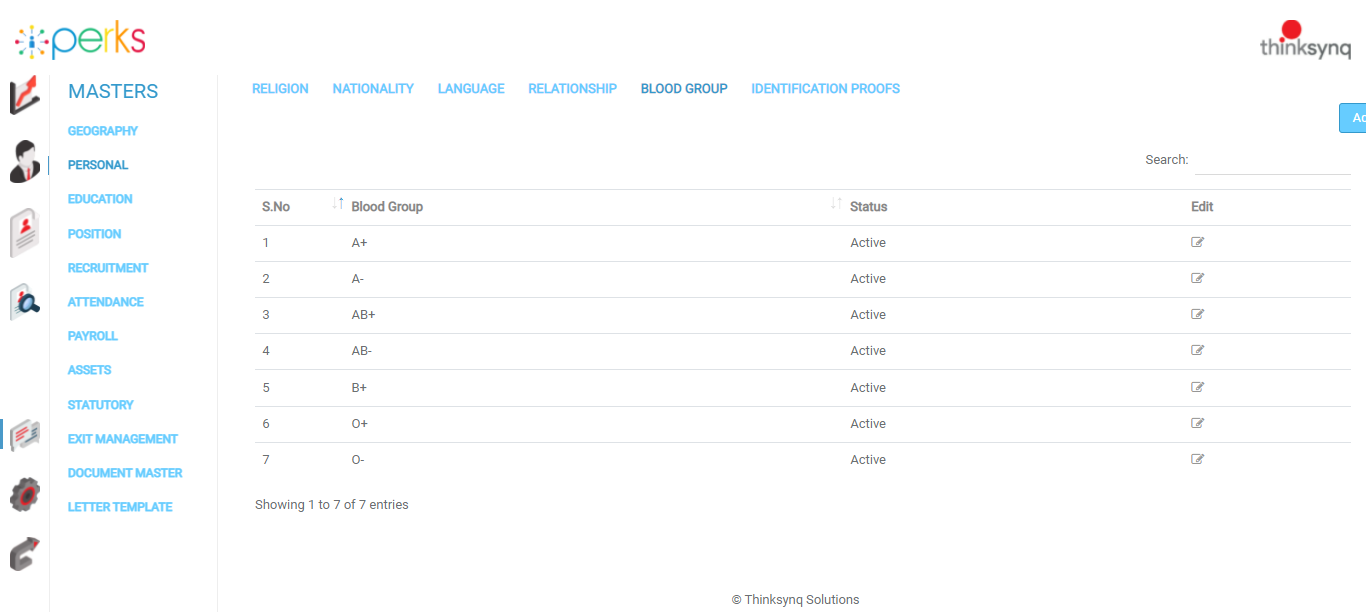 perks
thinksynq
MASTERS
GEOGRAPHY
PERSONAL
EDUCATION
POSITION
RECRUITMENT
ATTENDANCE
PAYROLL
ASSETS
STATUTORY
EXIT MANAGEMENT
DOCUMENT MASTER
LETTER TEMPLATE
RELIGION NATIONALITY LANGUAGE RELATIONSHIP BLOOD GROUP IDENTIFICATION PROOFS
Search:
S.No Blood Group Status Edit
1 A+ Active
2 A- Active
3 AB+ Active
4 AB- Active
5 B+ Active
6 O+ Active
7 O- Active
Showing 1 to 7 of 7 entries
© Thinksynq Solutions